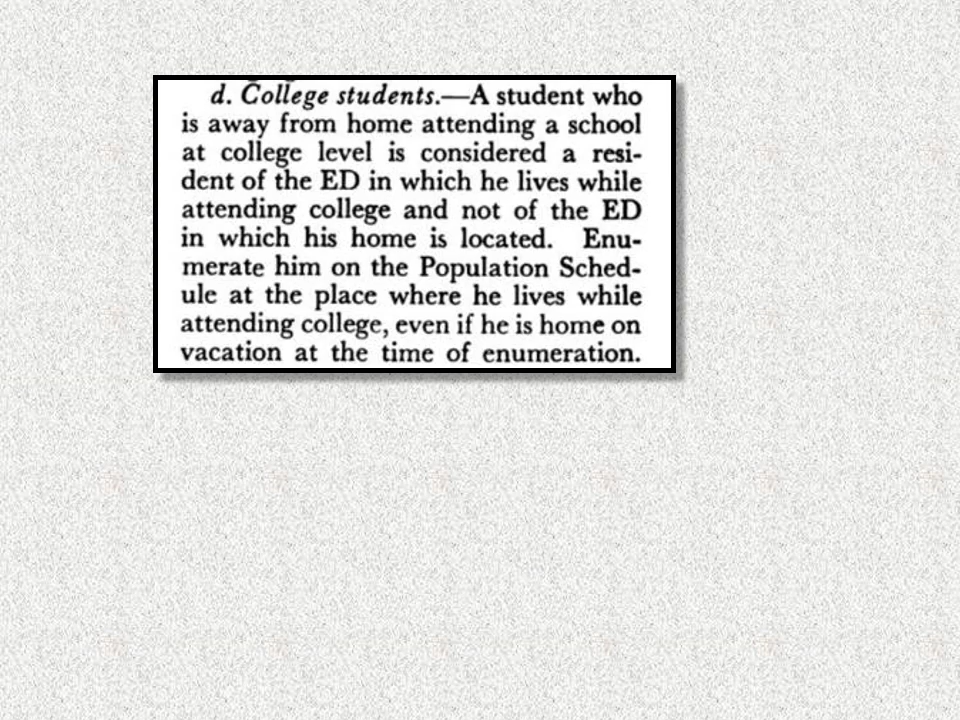 d. College students.—A student who
is away from home attending a school
at college level is considered a resi-
dent of the ED in which he lives while
attending college and not of the ED
in which his home is located. Enu-
merate him on the Population Sched-
ule at the place where he lives while
attending college, even if he is home on
vacation at the time of enumeration.